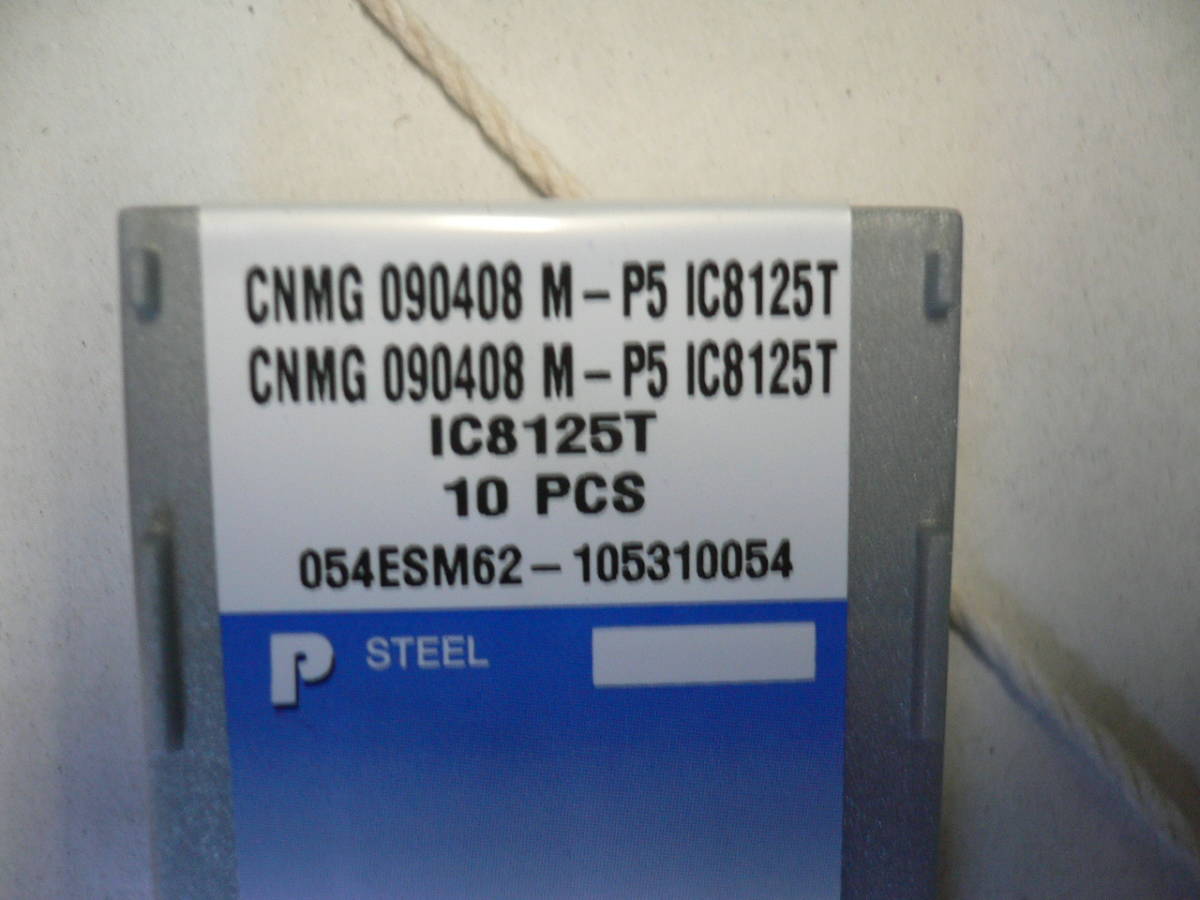 CNMG 090408 M-P5 IC8125T
CNMG 090408 M-P5 IC8125T
IC8125T
10 PCS
054ESM62-105310054
P STEEL